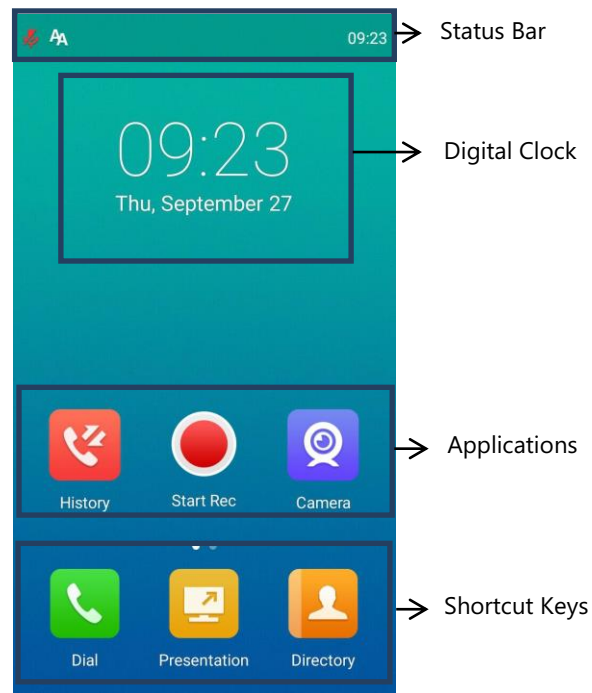 AA 09:23
Status Bar
09:23
Digital Clock
Thu, September 27
Applications
History Start Rec Camera
Shortcut Keys
Dial Presentation Directory